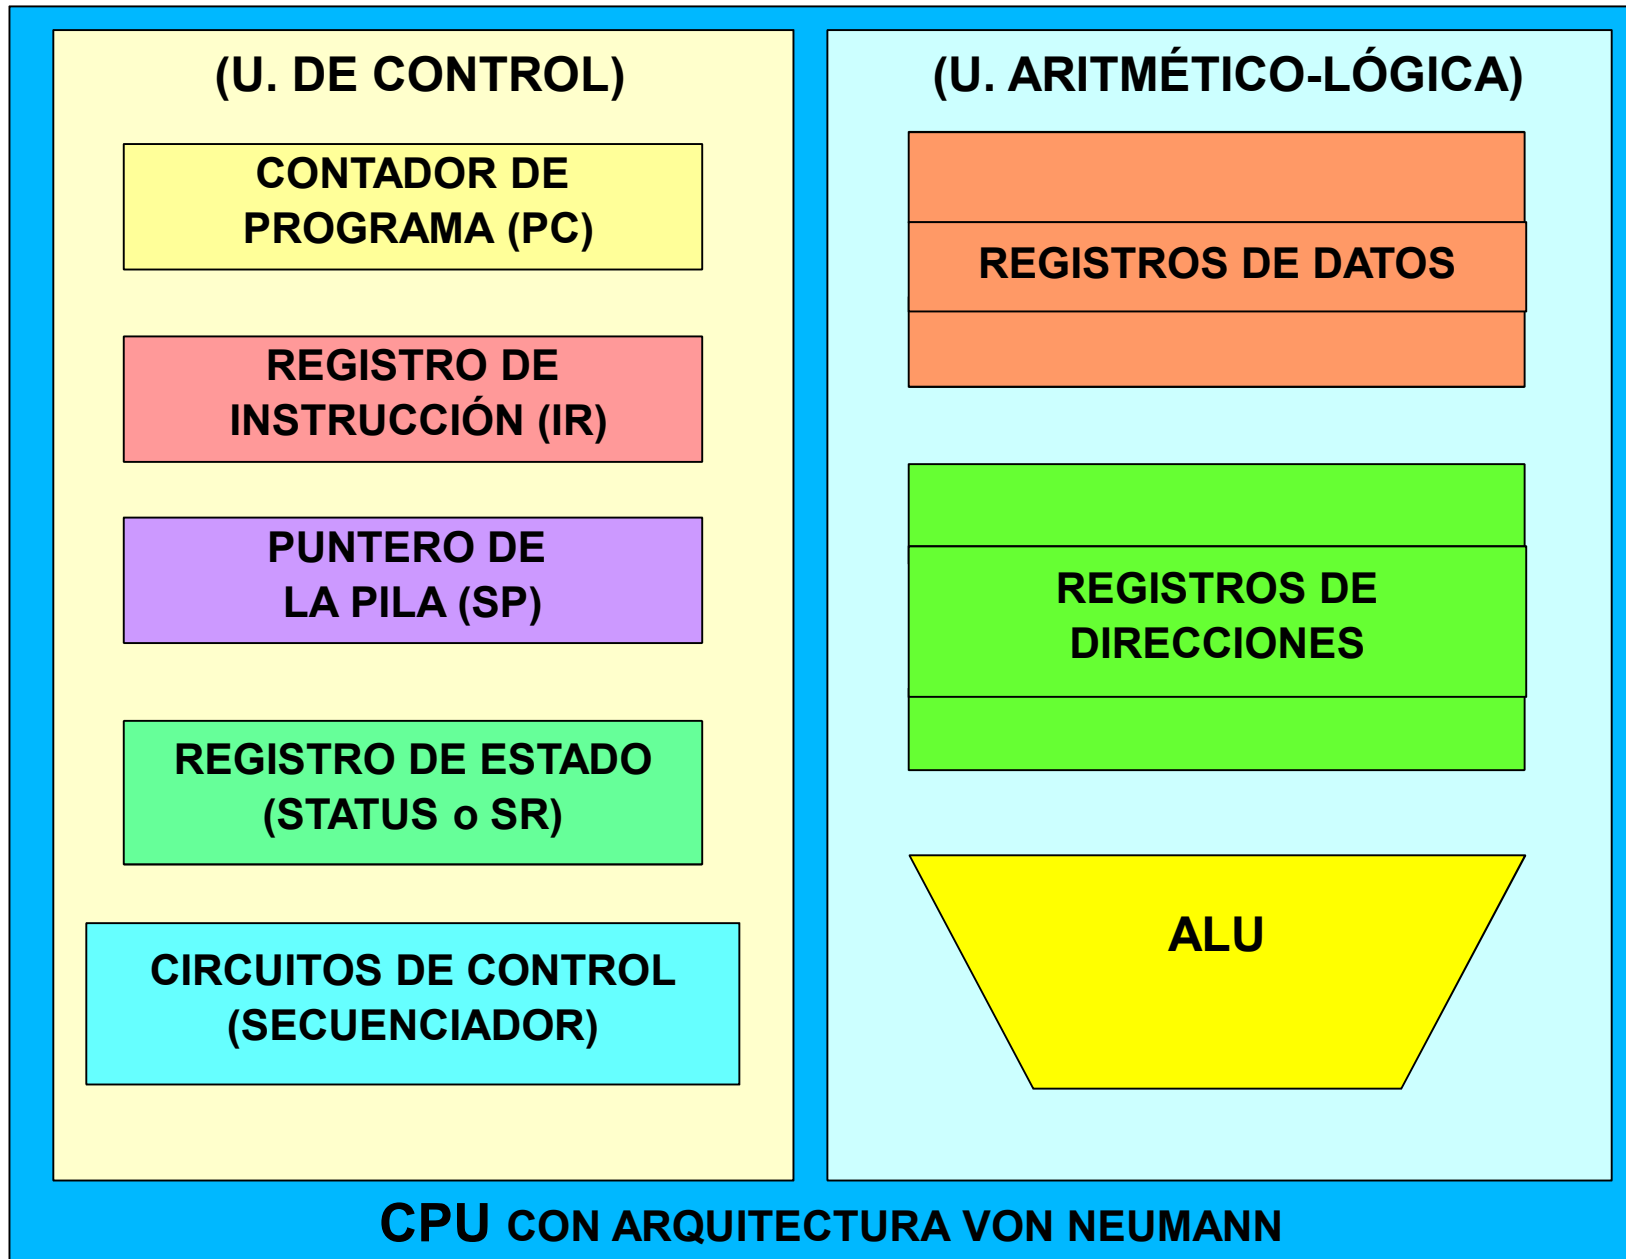 (U. DE CONTROL)
CONTADOR DE
PROGRAMA (PC)
REGISTRO DE
INSTRUCCIÓN (IR)
PUNTERO DE
LA PILA (SP)
REGISTRO DE ESTADO
(STATUS o SR)
CIRCUITOS DE CONTROL
(SECUENCIADOR)
(U. ARITMÉTICO-LÓGICA)
REGISTROS DE DATOS
REGISTROS DE
DIRECCIONES
ALU
CPU CON ARQUITECTURA VON NEUMANN